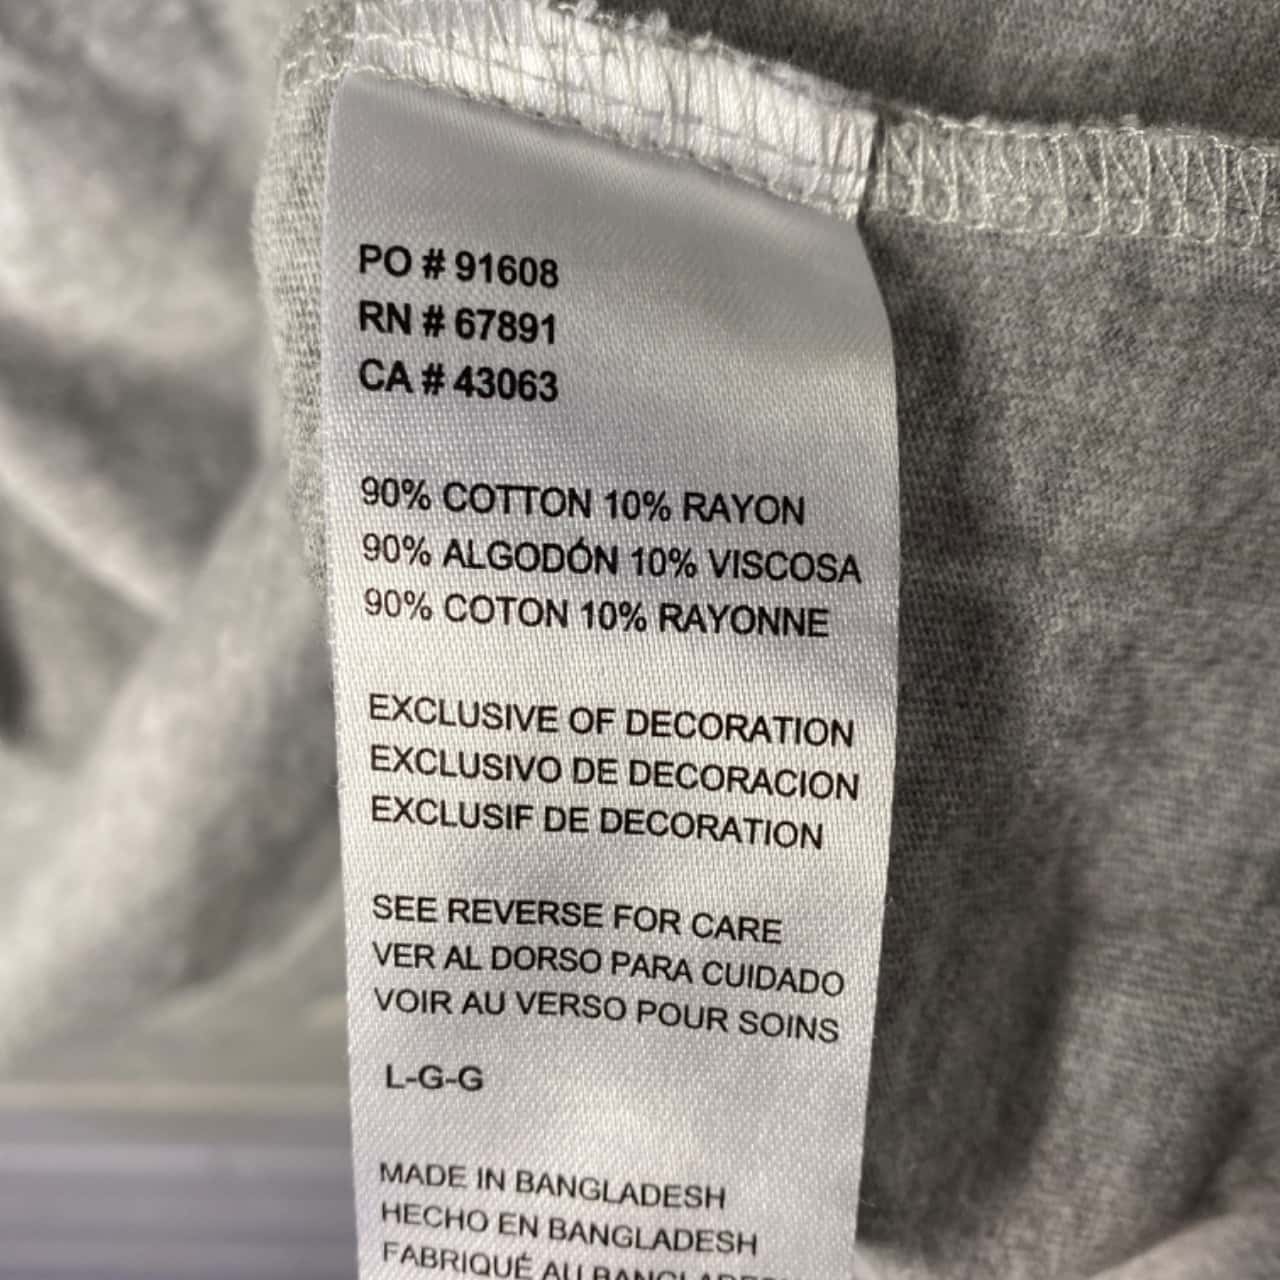 PO # 91608
RN # 67891
CA # 43063
90% COTTON 10% RAYON
90% ALGODÓN 10% VISCOSA
90% COTON 10% RAYONNE
EXCLUSIVE OF DECORATION
EXCLUSIVO DE DECORACION
EXCLUSIF DE DECORATION
SEE REVERSE FOR CARE
VER AL DORSO PARA CUIDADO
VOIR AU VERSO POUR SOINS
L-G-G
MADE IN BANGLADESH
HECHO EN BANGLADESH
FABRIQUÉ AU